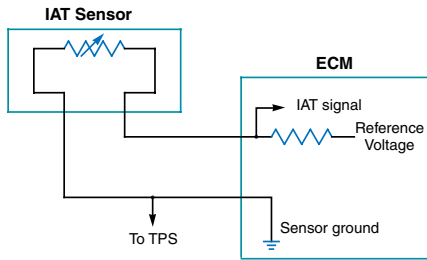 IAT Sensor
ECM
IAT signal
Reference
Voltage
Sensor ground
To TPS